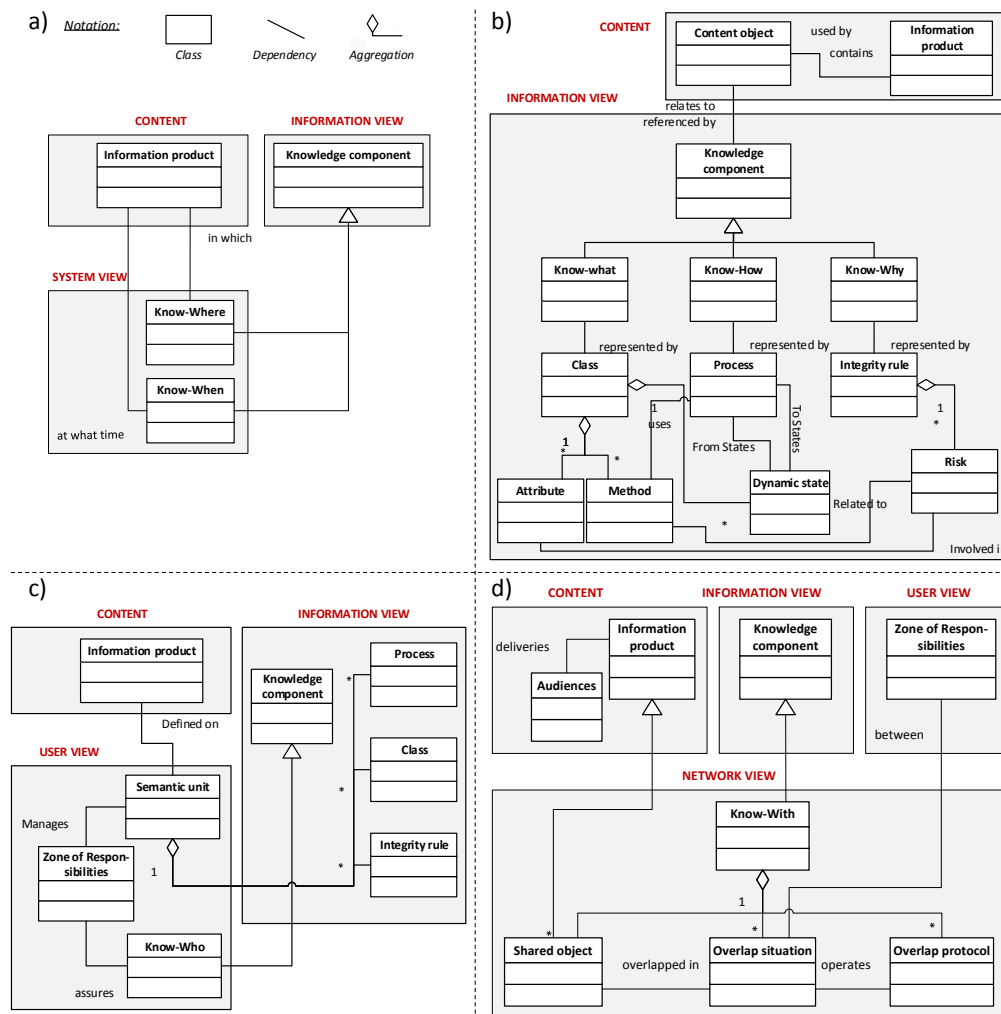 a)
Notation:
Class
Dependency
Aggregation
CONTENT
INFORMATION VIEW
Information product
Knowledge component
in which
SYSTEM VIEW
Know-Where
Know-When
at what time
b)
CONTENT
Content object
used by
contains
Information
product
INFORMATION VIEW
relates to
referenced by
Knowledge
component
Know-what
Know-How
Know-Why
represented by
represented by
represented by
Class
Process
Integrity rule
1
uses
To States
From States
1
*
1
*
*
Attribute
Method
Dynamic state
Risk
Related to
*
Involved i
c)
CONTENT
INFORMATION VIEW
Information product
Process
Knowledge
component
*
Defined on
USER VIEW
Class
Semantic unit
*
Manages
Integrity rule
*
Zone of Respon-
sibilities
1
Know-Who
assures
d)
CONTENT
INFORMATION VIEW
USER VIEW
Information
product
Knowledge
component
Zone of Respon-
sibilities
deliveries
Audiences
between
NETWORK VIEW
Know-With
1
*
*
*
Shared object
overlapped in
Overlap situation
operates
Overlap protocol